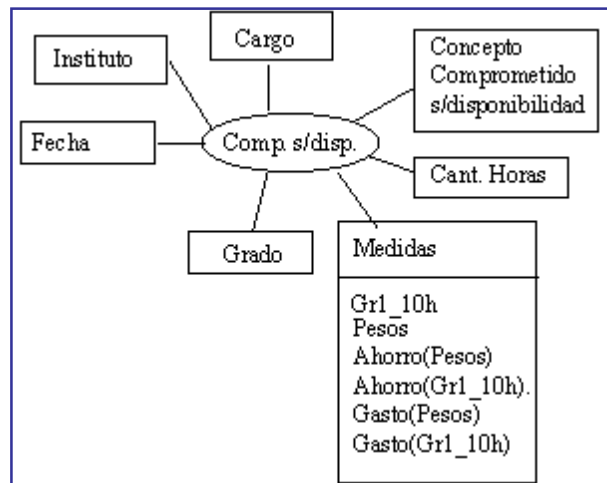 Cargo
Instituto
Concepto
Comprometido
s/disponibilidad
Fecha
Comp. s/disp.
Cant. Horas
Grado
Medidas
Gr1_10h
Pesos
Ahorro(Pesos)
Ahorro(Gr1_10h).
Gasto(Pesos)
Gasto(Gr1_10h)